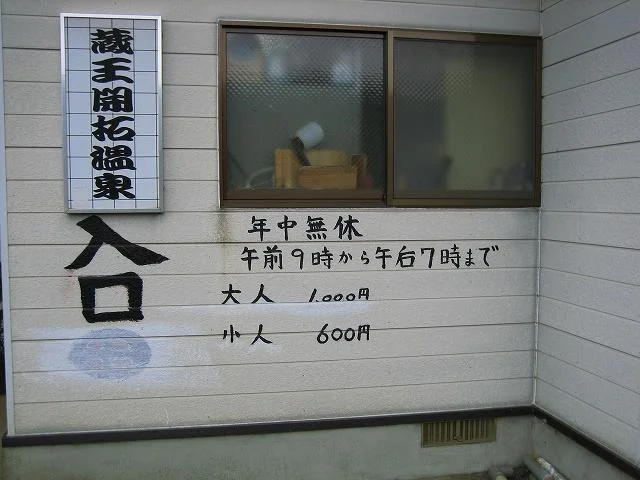 蔵王開拓温泉
入口
年中無休
午前9時から午后7時まで
大人 1,000円
小人 600円